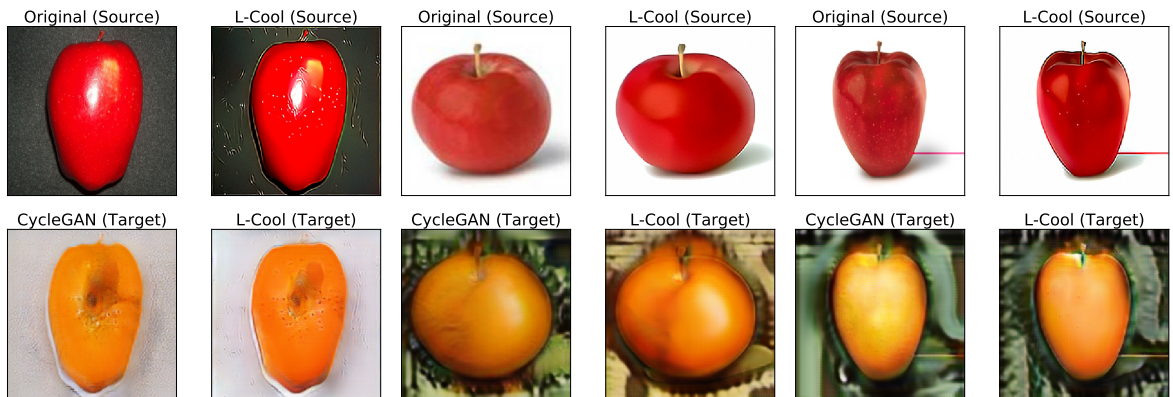 Original (Source) L-Cool (Source) Original (Source) L-Cool (Source) Original (Source) L-Cool (Source)
CycleGAN (Target) L-Cool (Target) CycleGAN (Target) L-Cool (Target) CycleGAN (Target) L-Cool (Target)